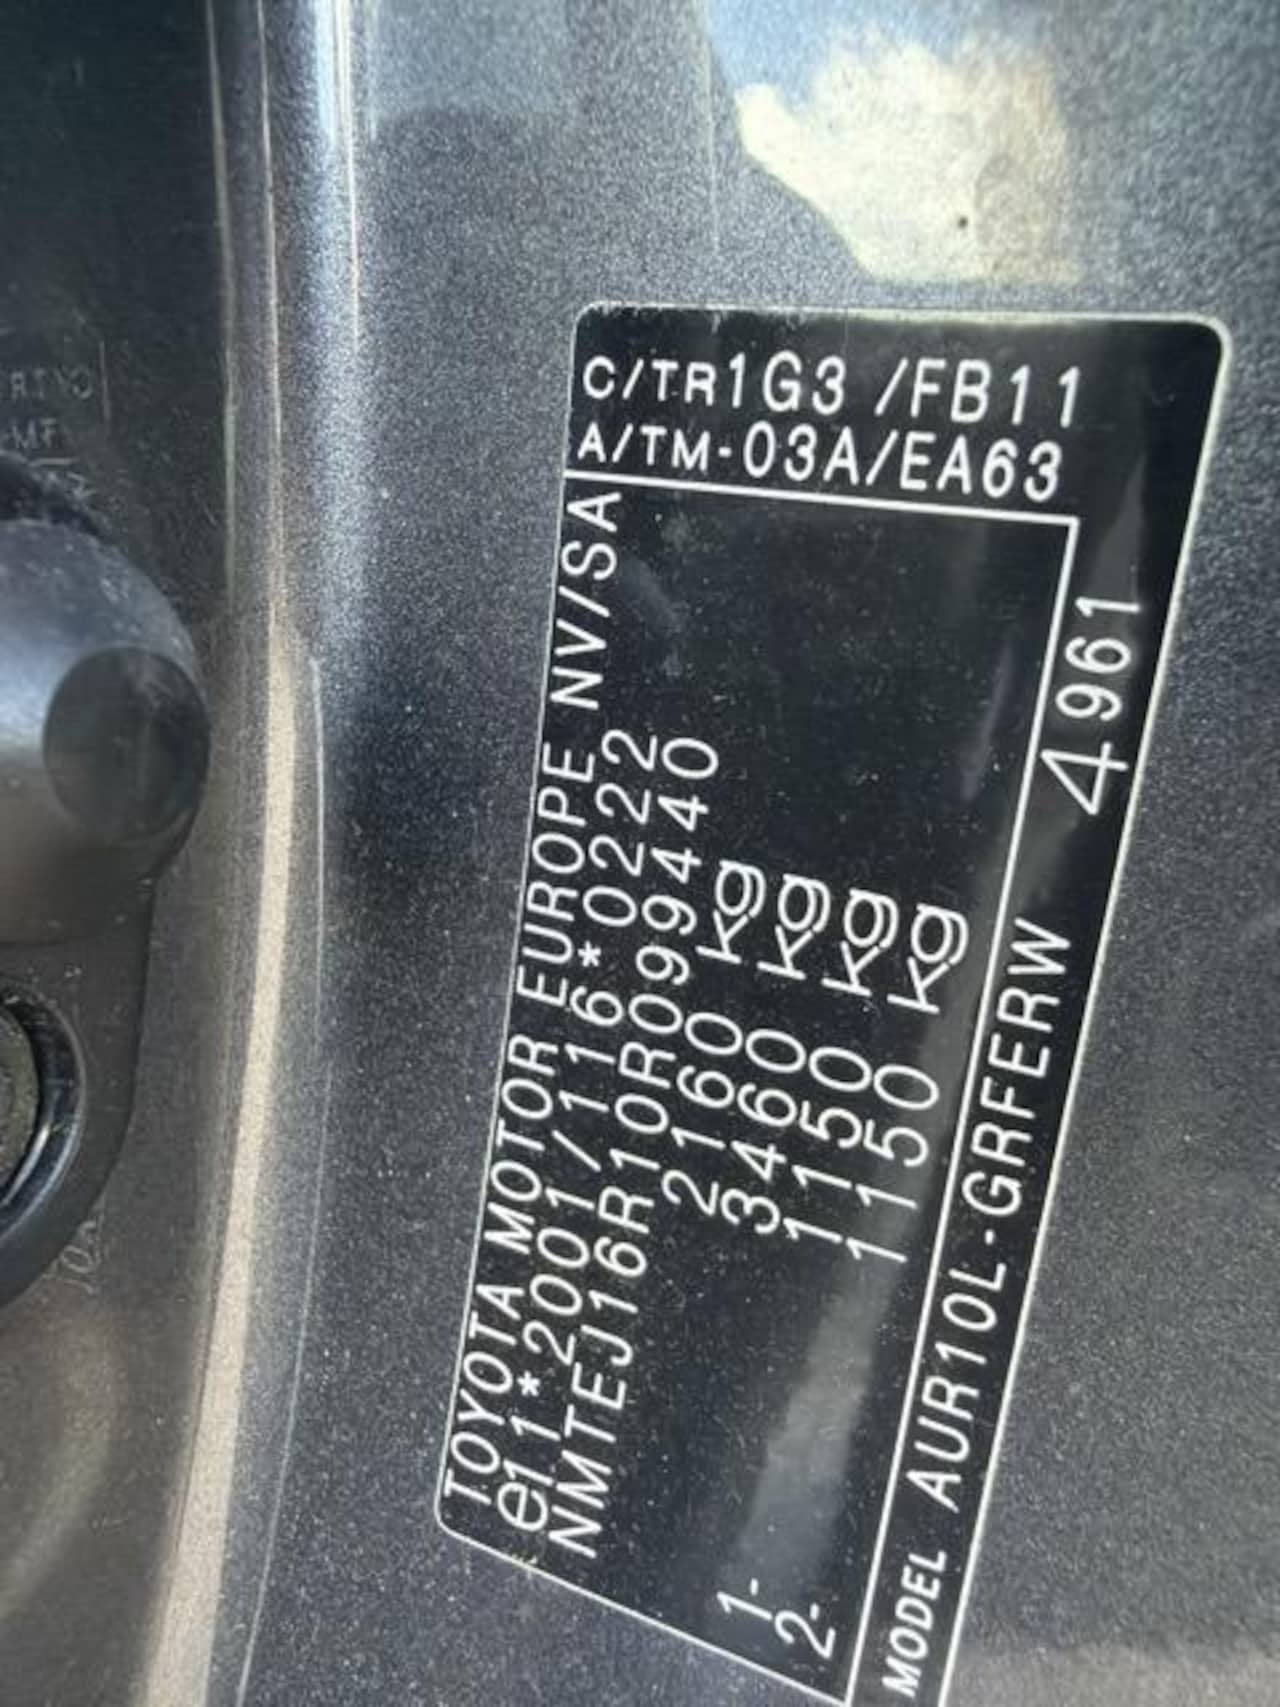 TOYOTA MOTOR EUROPE NV/SA
e11*2001/116*0222
NMTEJ16R10R099440
2160 kg
3460 kg
1- 1150 kg
2- 1150 kg
MODEL AUR10L-GRFERW 4961
C/TR1G3 /FB11
A/TM-03A/EA63